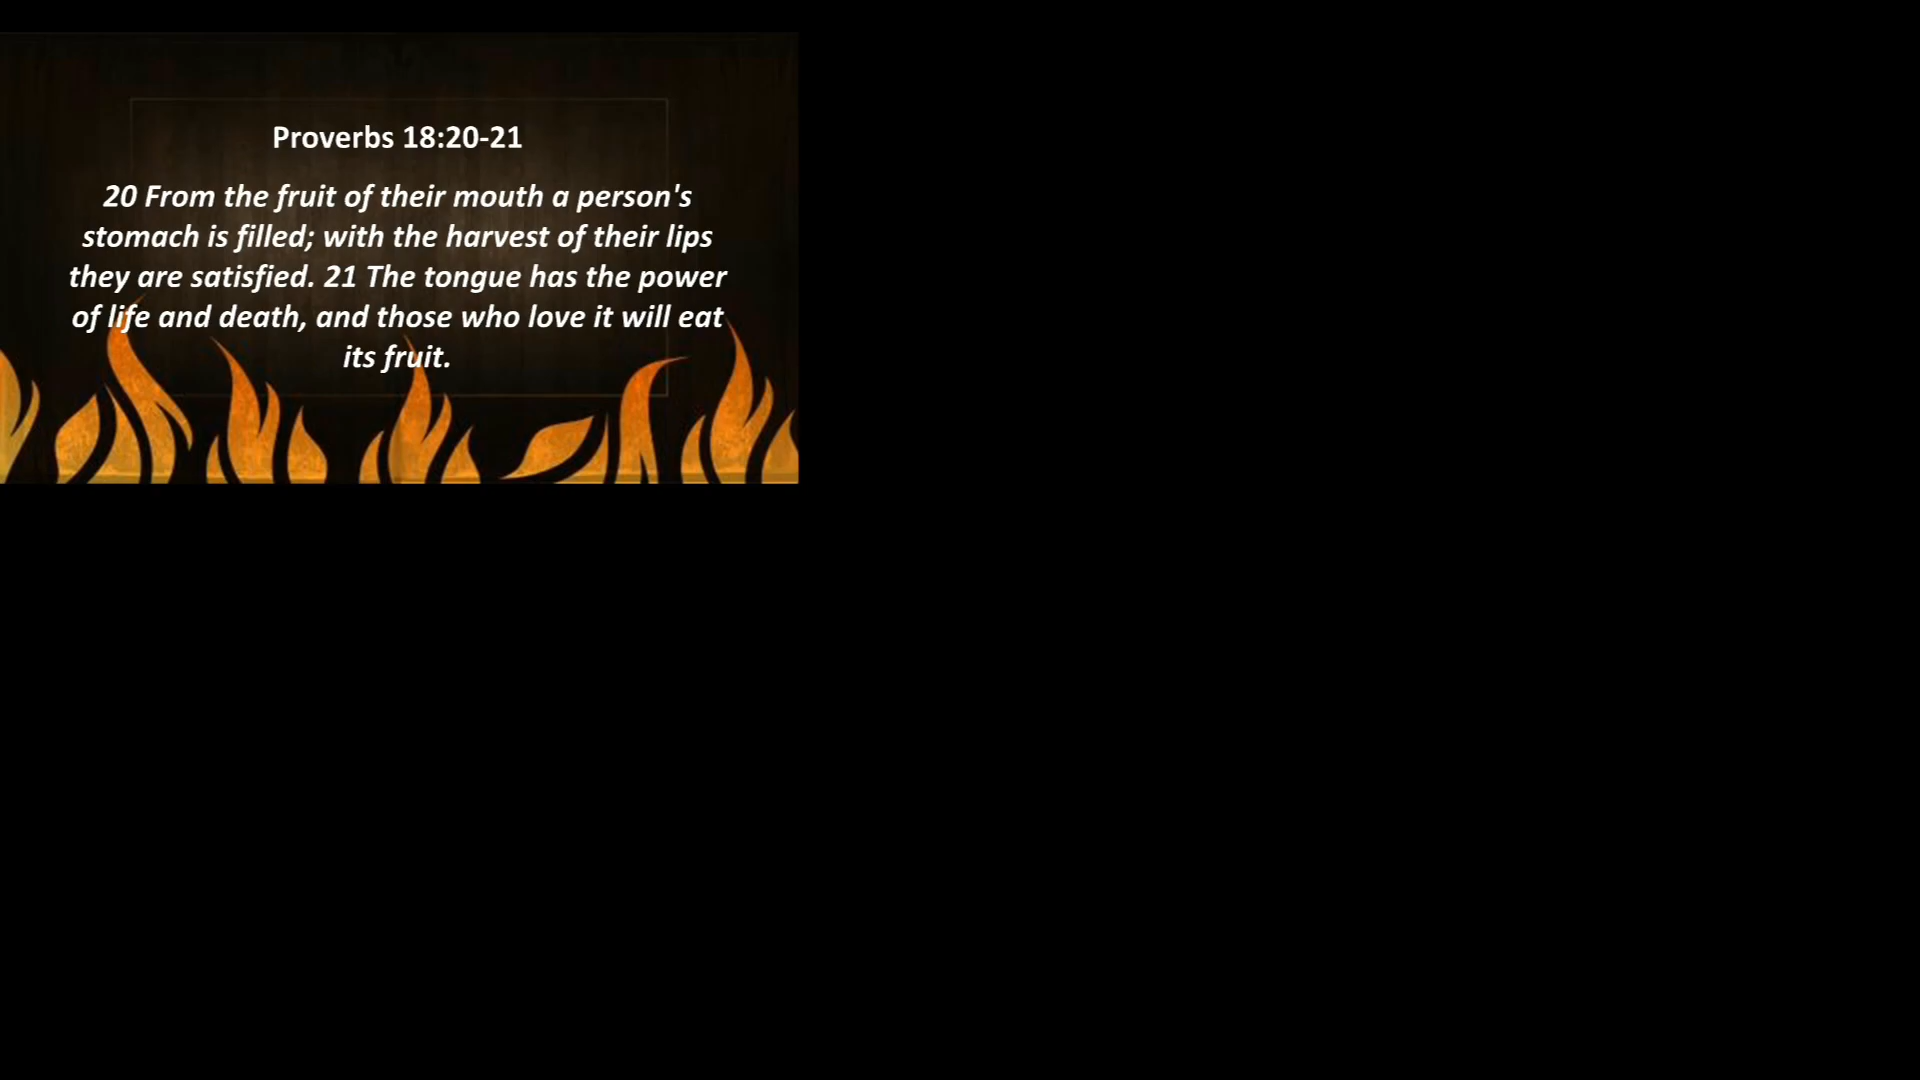 Proverbs 18:20-21
20 From the fruit of their mouth a person's
stomach is filled; with the harvest of their lips
they are satisfied. 21 The tongue has the power
of life and death, and those who love it will eat
its fruit.